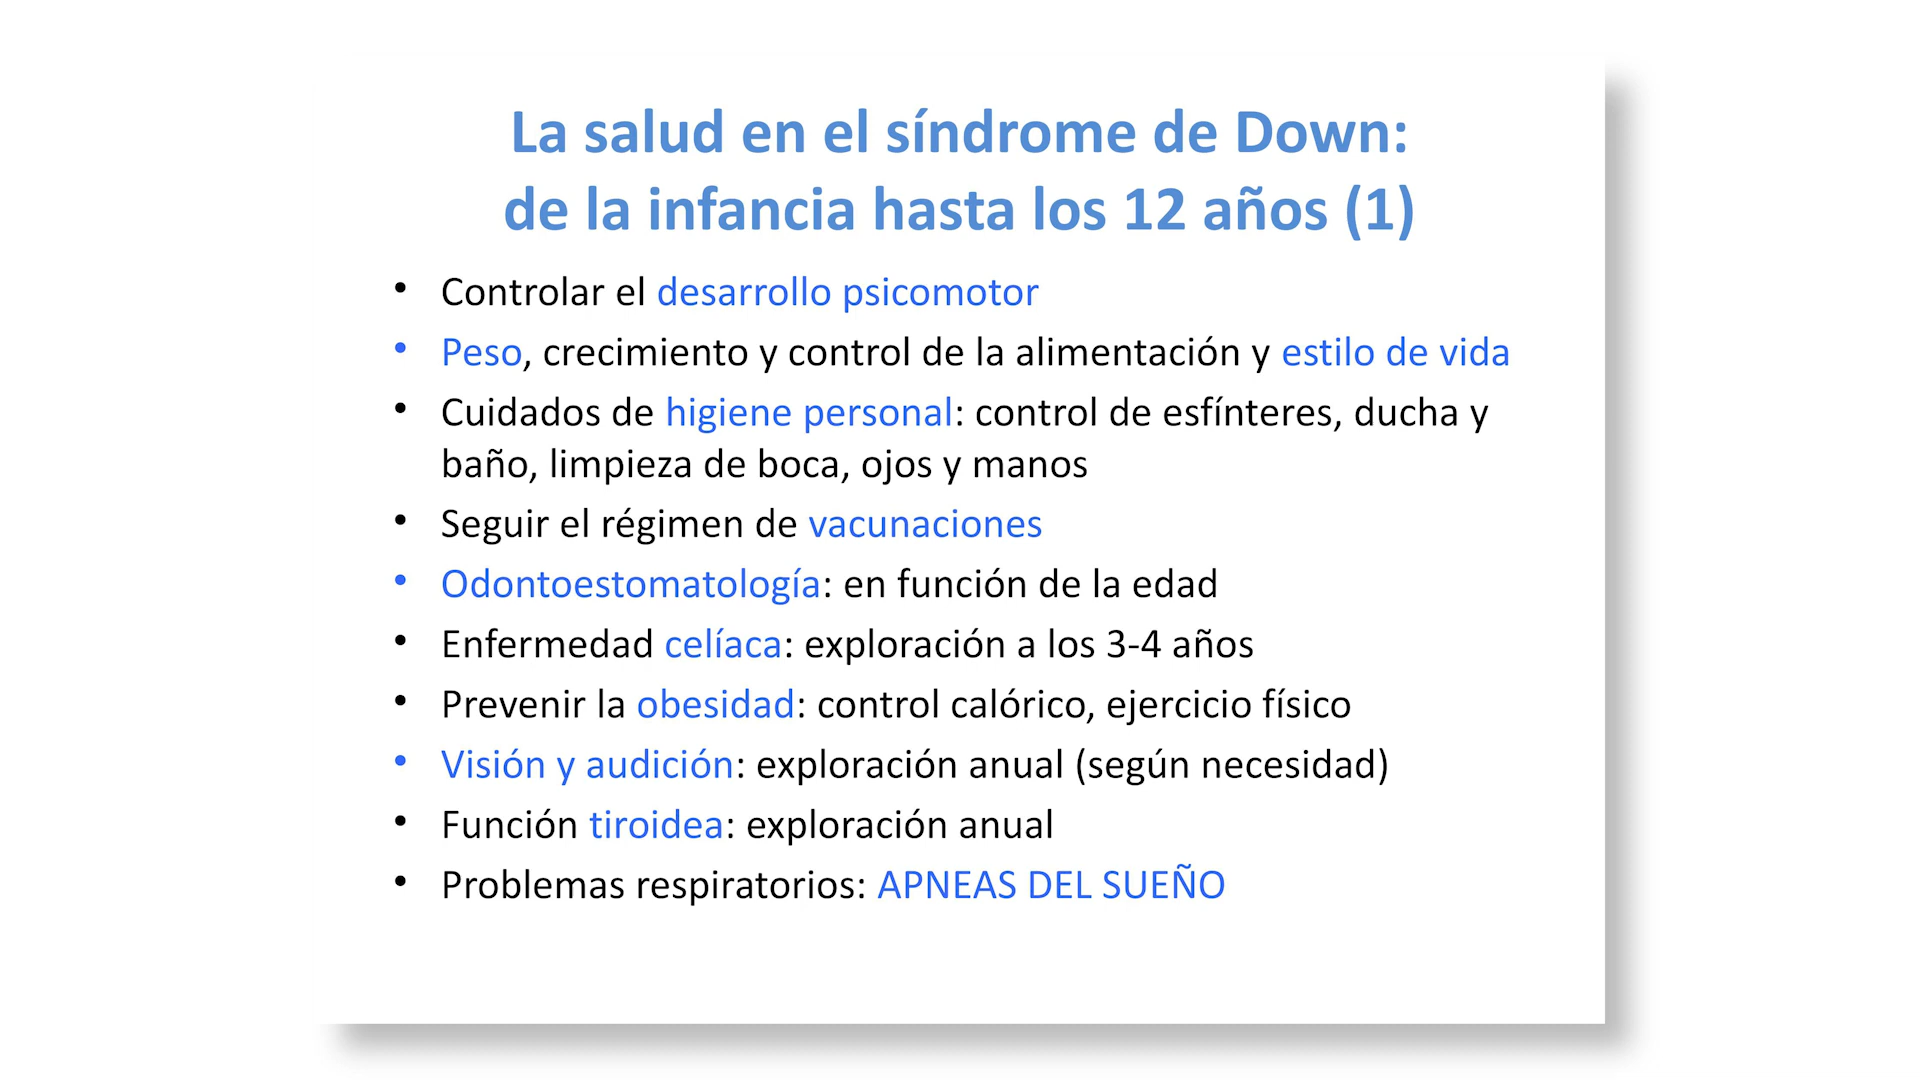 La salud en el síndrome de Down:
de la infancia hasta los 12 años (1)
• Controlar el desarrollo psicomotor
• Peso, crecimiento y control de la alimentación y estilo de vida
• Cuidados de higiene personal: control de esfínteres, ducha y
baño, limpieza de boca, ojos y manos
• Seguir el régimen de vacunaciones
• Odontoestomatología: en función de la edad
• Enfermedad celíaca: exploración a los 3-4 años
• Prevenir la obesidad: control calórico, ejercicio físico
• Visión y audición: exploración anual (según necesidad)
• Función tiroidea: exploración anual
• Problemas respiratorios: APNEAS DEL SUEÑO